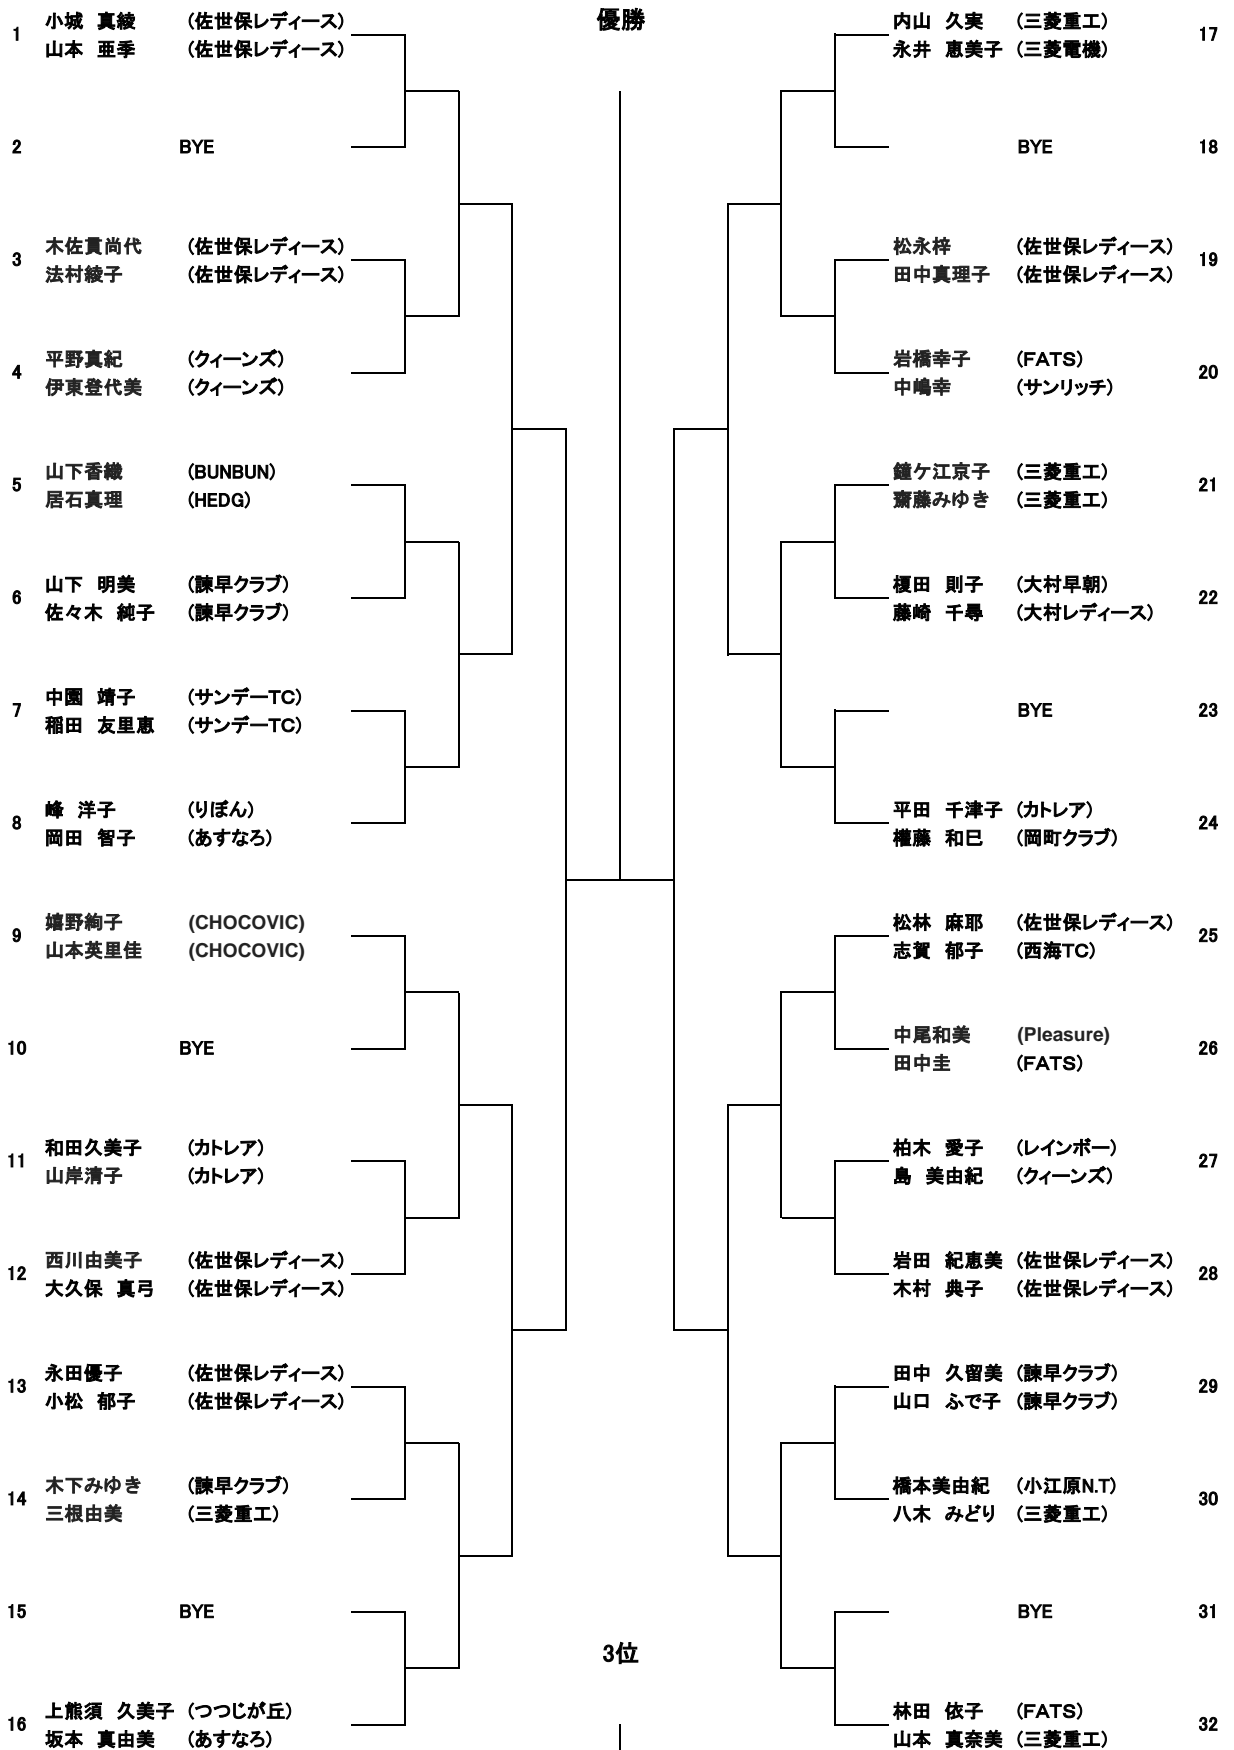 優勝
1 小城 真綾 (佐世保レディース)
山本 亜季 (佐世保レディース)
2 BYE
3 木佐貫尚代 (佐世保レディース)
法村綾子 (佐世保レディース)
4 平野真紀 (クィーンズ)
伊東登代美 (クィーンズ)
5 山下香織 (BUNBUN)
居石真理 (HEDG)
6 山下 明美 (諫早クラブ)
佐々木 純子 (諫早クラブ)
7 中園 靖子 (サンデーTC)
稲田 友里恵 (サンデーTC)
8 峰 洋子 (りぼん)
岡田 智子 (あすなろ)
9 嬉野絢子 (CHOCOVIC)
山本英里佳 (CHOCOVIC)
10 BYE
11 和田久美子 (カトレア)
山岸清子 (カトレア)
12 西川由美子 (佐世保レディース)
大久保 真弓 (佐世保レディース)
13 永田優子 (佐世保レディース)
小松 郁子 (佐世保レディース)
14 木下みゆき (諫早クラブ)
三根由美 (三菱重工)
15 BYE
16 上熊須 久美子 (つつじが丘)
坂本 真由美 (あすなろ)
内山 久実 (三菱重工) 17
永井 恵美子 (三菱電機)
BYE 18
松永梓 (佐世保レディース) 19
田中真理子 (佐世保レディース)
岩橋幸子 (FATS) 20
中嶋幸 (サンリッチ)
鐘ケ江京子 (三菱重工) 21
齋藤みゆき (三菱重工)
榎田 則子 (大村早朝) 22
藤崎 千尋 (大村レディース)
BYE 23
平田 千津子 (カトレア) 24
権藤 和巳 (岡町クラブ)
松林 麻耶 (佐世保レディース) 25
志賀 郁子 (西海TC)
中尾和美 (Pleasure) 26
田中圭 (FATS)
柏木 愛子 (レインボー) 27
島 美由紀 (クィーンズ)
岩田 紀恵美 (佐世保レディース) 28
木村 典子 (佐世保レディース)
田中 久留美 (諫早クラブ) 29
山口 ふで子 (諫早クラブ)
橋本美由紀 (小江原N.T) 30
八木 みどり (三菱重工)
BYE 31
林田 依子 (FATS) 32
山本 真奈美 (三菱重工)
3位